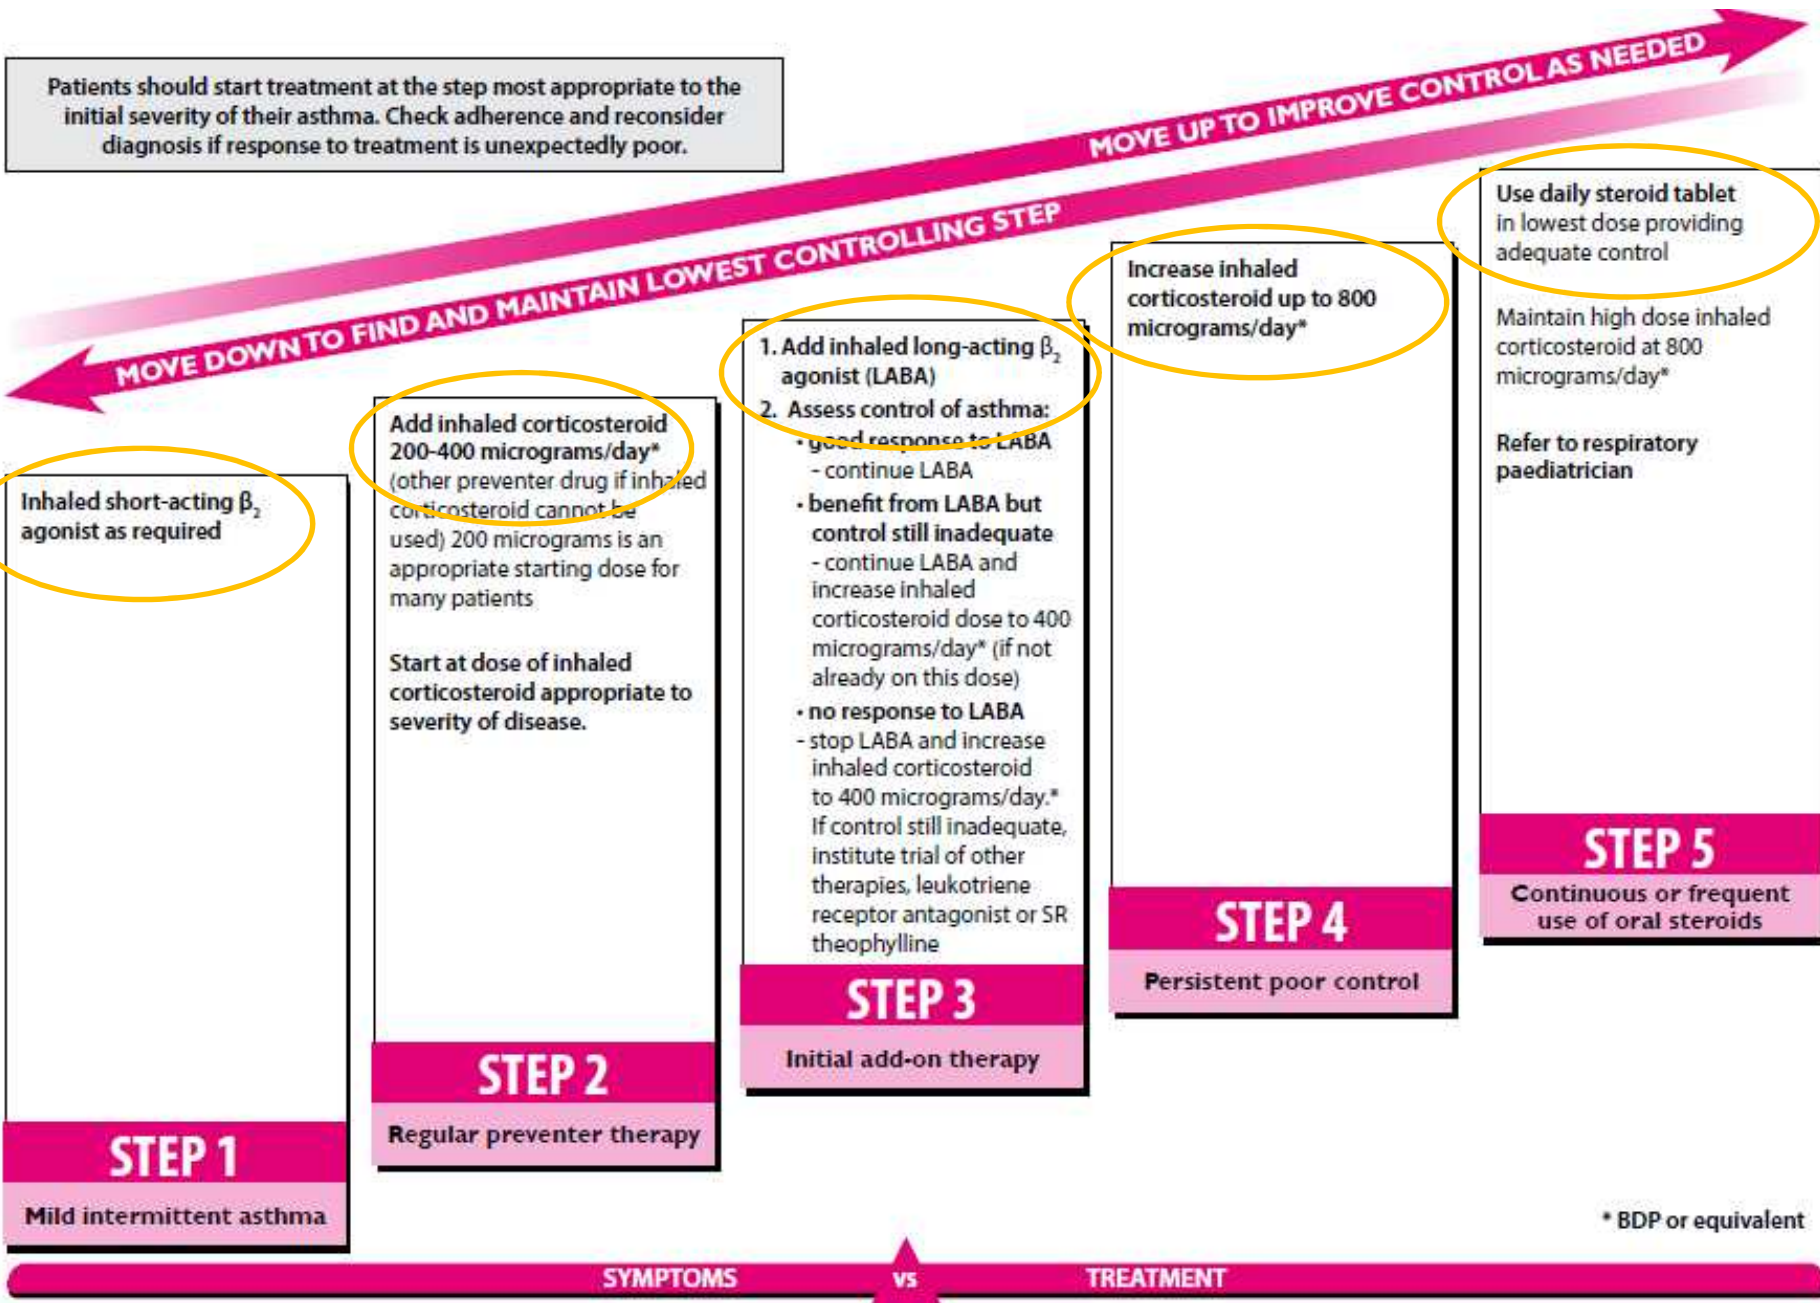 Patients should start treatment at the step most appropriate to the
initial severity of their asthma. Check adherence and reconsider
diagnosis if response to treatment is unexpectedly poor.
MOVE UP TO IMPROVE CONTROL AS NEEDED
MOVE DOWN TO FIND AND MAINTAIN LOWEST CONTROLLING STEP
Inhaled short-acting β₂
agonist as required
STEP 1
Mild intermittent asthma
Add inhaled corticosteroid
200-400 micrograms/day*
(other preventer drug if inhaled
corticosteroid cannot be
used) 200 micrograms is an
appropriate starting dose for
many patients
Start at dose of inhaled
corticosteroid appropriate to
severity of disease.
STEP 2
Regular preventer therapy
1. Add inhaled long-acting β₂
agonist (LABA)
2. Assess control of asthma:
• good response to LABA
- continue LABA
• benefit from LABA but
control still inadequate
- continue LABA and
increase inhaled
corticosteroid dose to 400
micrograms/day* (if not
already on this dose)
• no response to LABA
- stop LABA and increase
inhaled corticosteroid
to 400 micrograms/day.*
If control still inadequate,
institute trial of other
therapies, leukotriene
receptor antagonist or SR
theophylline
STEP 3
Initial add-on therapy
Increase inhaled
corticosteroid up to 800
micrograms/day*
STEP 4
Persistent poor control
Use daily steroid tablet
in lowest dose providing
adequate control
Maintain high dose inhaled
corticosteroid at 800
micrograms/day*
Refer to respiratory
paediatrician
STEP 5
Continuous or frequent
use of oral steroids
* BDP or equivalent
SYMPTOMS vs TREATMENT